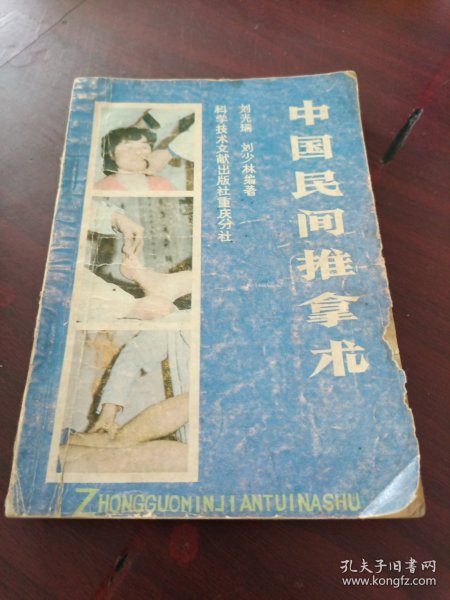 中国民间推拿术
刘光瑞 刘少林编著
科学技术文献出版社重庆分社
ZHONGGUOMINJIANTUINASHU
孔夫子旧书网
www.kongfz.com